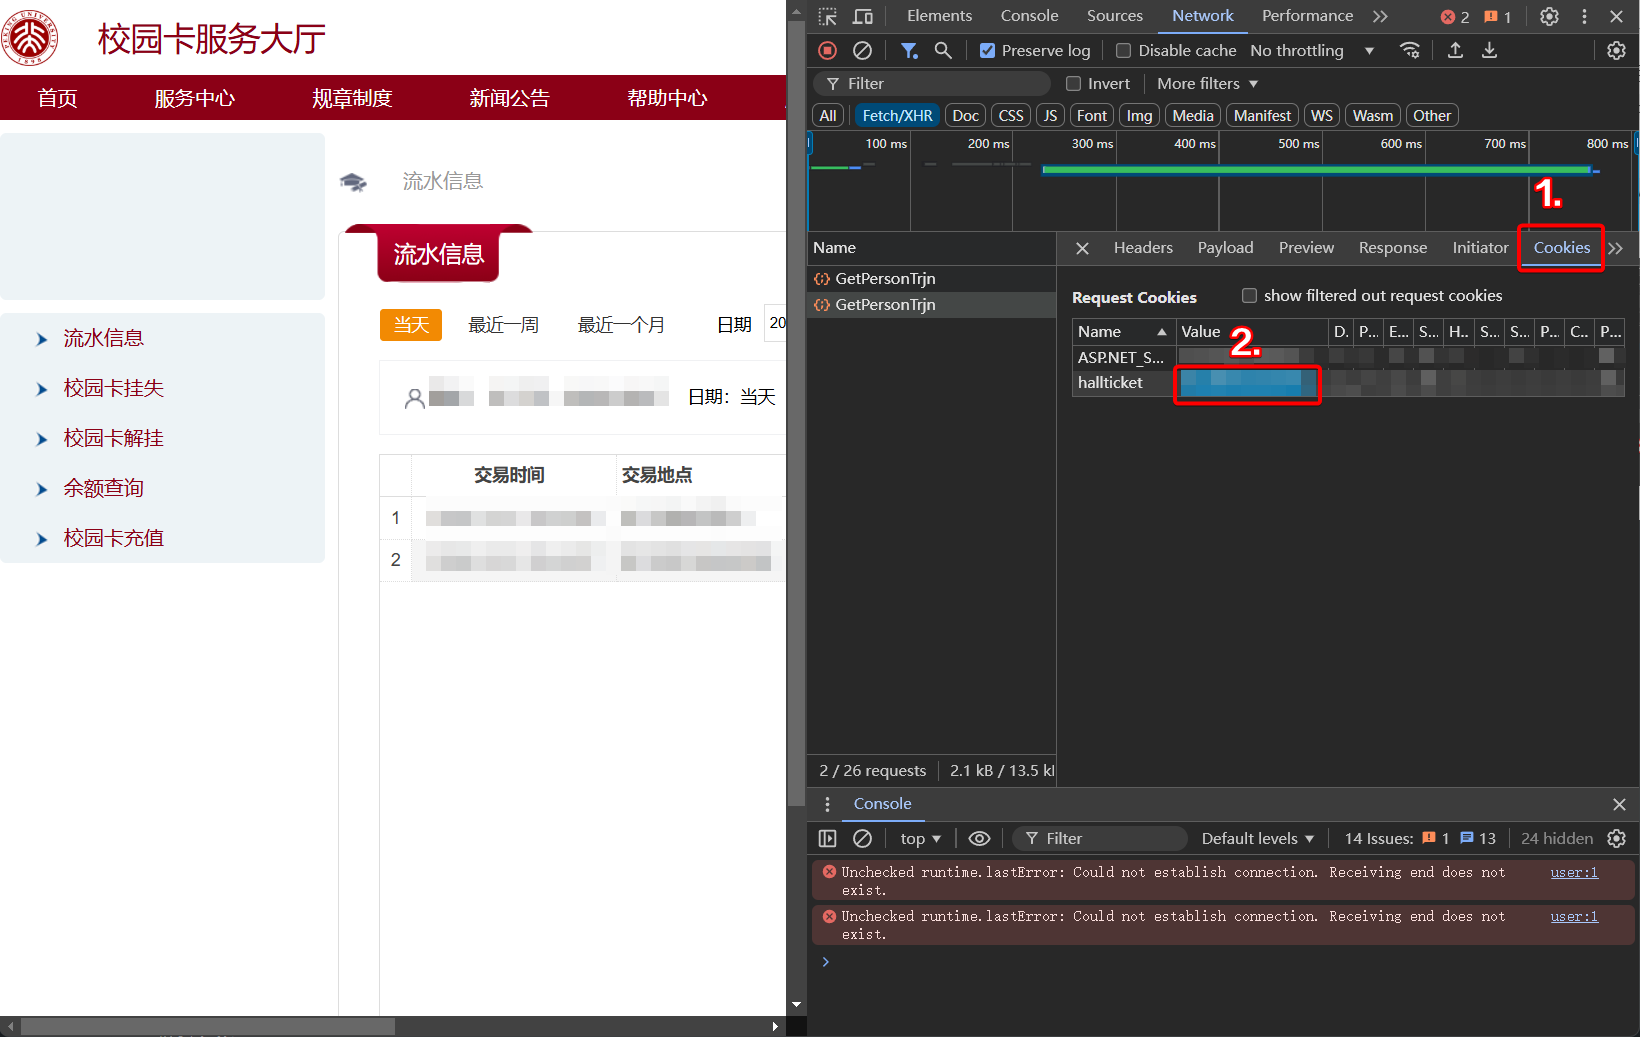 PEKING UNIVERSITY
1898
校园卡服务大厅
首页 服务中心 规章制度 新闻公告 帮助中心
流水信息
流水信息
当天 最近一周 最近一个月 日期 20
日期：当天
交易时间 交易地点
1
2
流水信息
校园卡挂失
校园卡解挂
余额查询
校园卡充值
Elements Console Sources Network Performance 2 1
Preserve log Disable cache No throttling
Filter Invert More filters
All Fetch/XHR Doc CSS JS Font Img Media Manifest WS Wasm Other
100 ms 200 ms 300 ms 400 ms 500 ms 600 ms 700 ms 800 ms
1.
Name
GetPersonTrjn
GetPersonTrjn
Headers Payload Preview Response Initiator Cookies
Request Cookies show filtered out request cookies
Name Value D. P... E... S... H. S... S... P... C.. P...
2.
ASP.NET_S...
hallticket
2 / 26 requests 2.1 kB / 13.5 k
Console
top Filter Default levels 14 Issues: 1 13 24 hidden
Unchecked runtime.lastError: Could not establish connection. Receiving end does not user:1
exist.
Unchecked runtime.lastError: Could not establish connection. Receiving end does not user:1
exist.